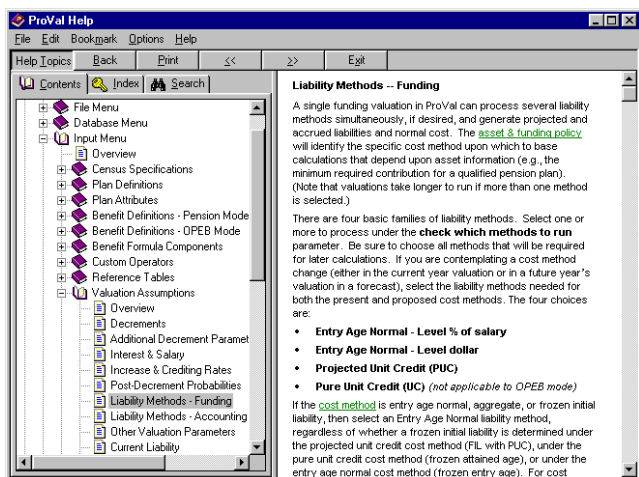 ProVal Help
File Edit Bookmark Options Help
Help Topics Back Print << >> Exit
Contents Index Search
File Menu
Database Menu
Input Menu
Overview
Census Specifications
Plan Definitions
Plan Attributes
Benefit Definitions - Pension Mode
Benefit Definitions - OPEB Mode
Benefit Formula Components
Custom Operators
Reference Tables
Valuation Assumptions
Overview
Decrements
Additional Decrement Paramet
Interest & Salary
Increase & Crediting Rates
Post-Decrement Probabilities
Liability Methods - Funding
Liability Methods - Accounting
Other Valuation Parameters
Current Liability
Liability Methods -- Funding
A single funding valuation in ProVal can process several liability
methods simultaneously, if desired, and generate projected and
accrued liabilities and normal cost. The asset & funding policy
will identify the specific cost method upon which to base
calculations that depend upon asset information (e.g., the
minimum required contribution for a qualified pension plan).
(Note that valuations take longer to run if more than one method
is selected.)
There are four basic families of liability methods. Select one or
more to process under the check which methods to run
parameter. Be sure to choose all methods that will be required
for later calculations. If you are contemplating a cost method
change (either in the current year valuation or in a future year's
valuation in a forecast), select the liability methods needed for
both the present and proposed cost methods. The four choices
are:
• Entry Age Normal - Level % of salary
• Entry Age Normal - Level dollar
• Projected Unit Credit (PUC)
• Pure Unit Credit (UC) (not applicable to OPEB mode)
If the cost method is entry age normal, aggregate, or frozen initial
liability, then select an Entry Age Normal liability method,
regardless of whether a frozen initial liability is determined under
the projected unit credit cost method (FIL with PUC), under the
pure unit credit cost method (frozen attained age), or under the
entry age normal cost method (frozen entry age). For cost